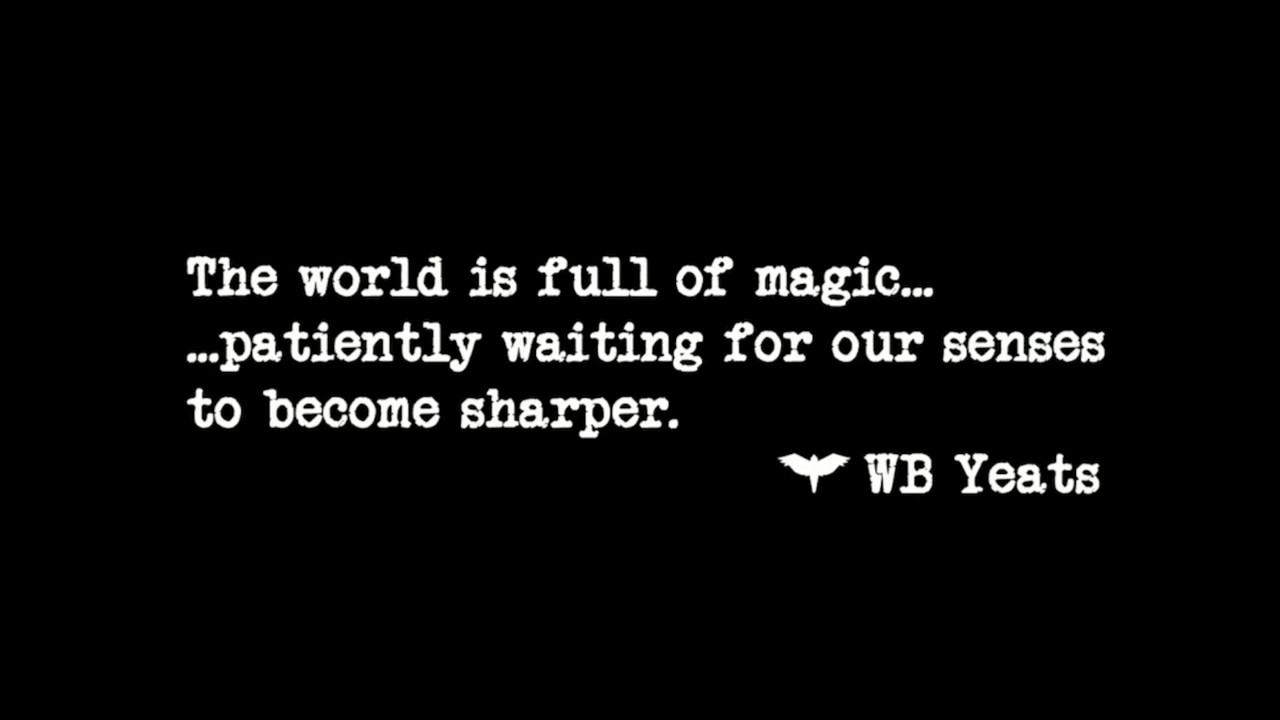 The world is full of magic...
...patiently waiting for our senses
to become sharper.
WB Yeats